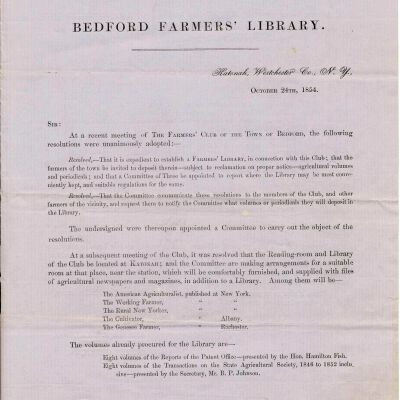 BEDFORD FARMERS' LIBRARY.
Katonah, Westchester Co., N. Y.,
October 24th, 1854.
Sir:
At a recent meeting of The Farmers' Club of the Town of Bedford, the following
resolutions were unanimously adopted:—
Resolved,—That it is expedient to establish a Farmers' Library, in connection with this Club; that the
farmers of the town be invited to deposit therein—subject to reclamation on proper notice—agricultural volumes
and periodicals; and that a Committee of Three be appointed to report where the Library may be most conve-
niently kept, and suitable regulations for the same.
Resolved,—That the Committee communicate these resolutions to the members of the Club, and other
farmers of the vicinity, and request them to notify the Committee what volumes or periodicals they will deposit in
the Library.
The undersigned were thereupon appointed a Committee to carry out the object of the
resolutions.
At a subsequent meeting of the Club, it was resolved that the Reading-room and Library
of the Club be located at Katonah; and the Committee are making arrangements for a suitable
room at that place, near the station, which will be comfortably furnished, and supplied with files
of agricultural newspapers and magazines, in addition to a Library. Among them will be—
The American Agriculturalist, published at New York.
The Working Farmer, " "
The Rural New Yorker, " "
The Cultivator, " Albany.
The Genesee Farmer, " Rochester.
The volumes already procured for the Library are—
Eight volumes of the Reports of the Patent Office—presented by the Hon. Hamilton Fish.
Eight volumes of the Transactions on the State Agricultural Society, 1846 to 1852 inclu-
sive—presented by the Secretary, Mr. B. P. Johnson.